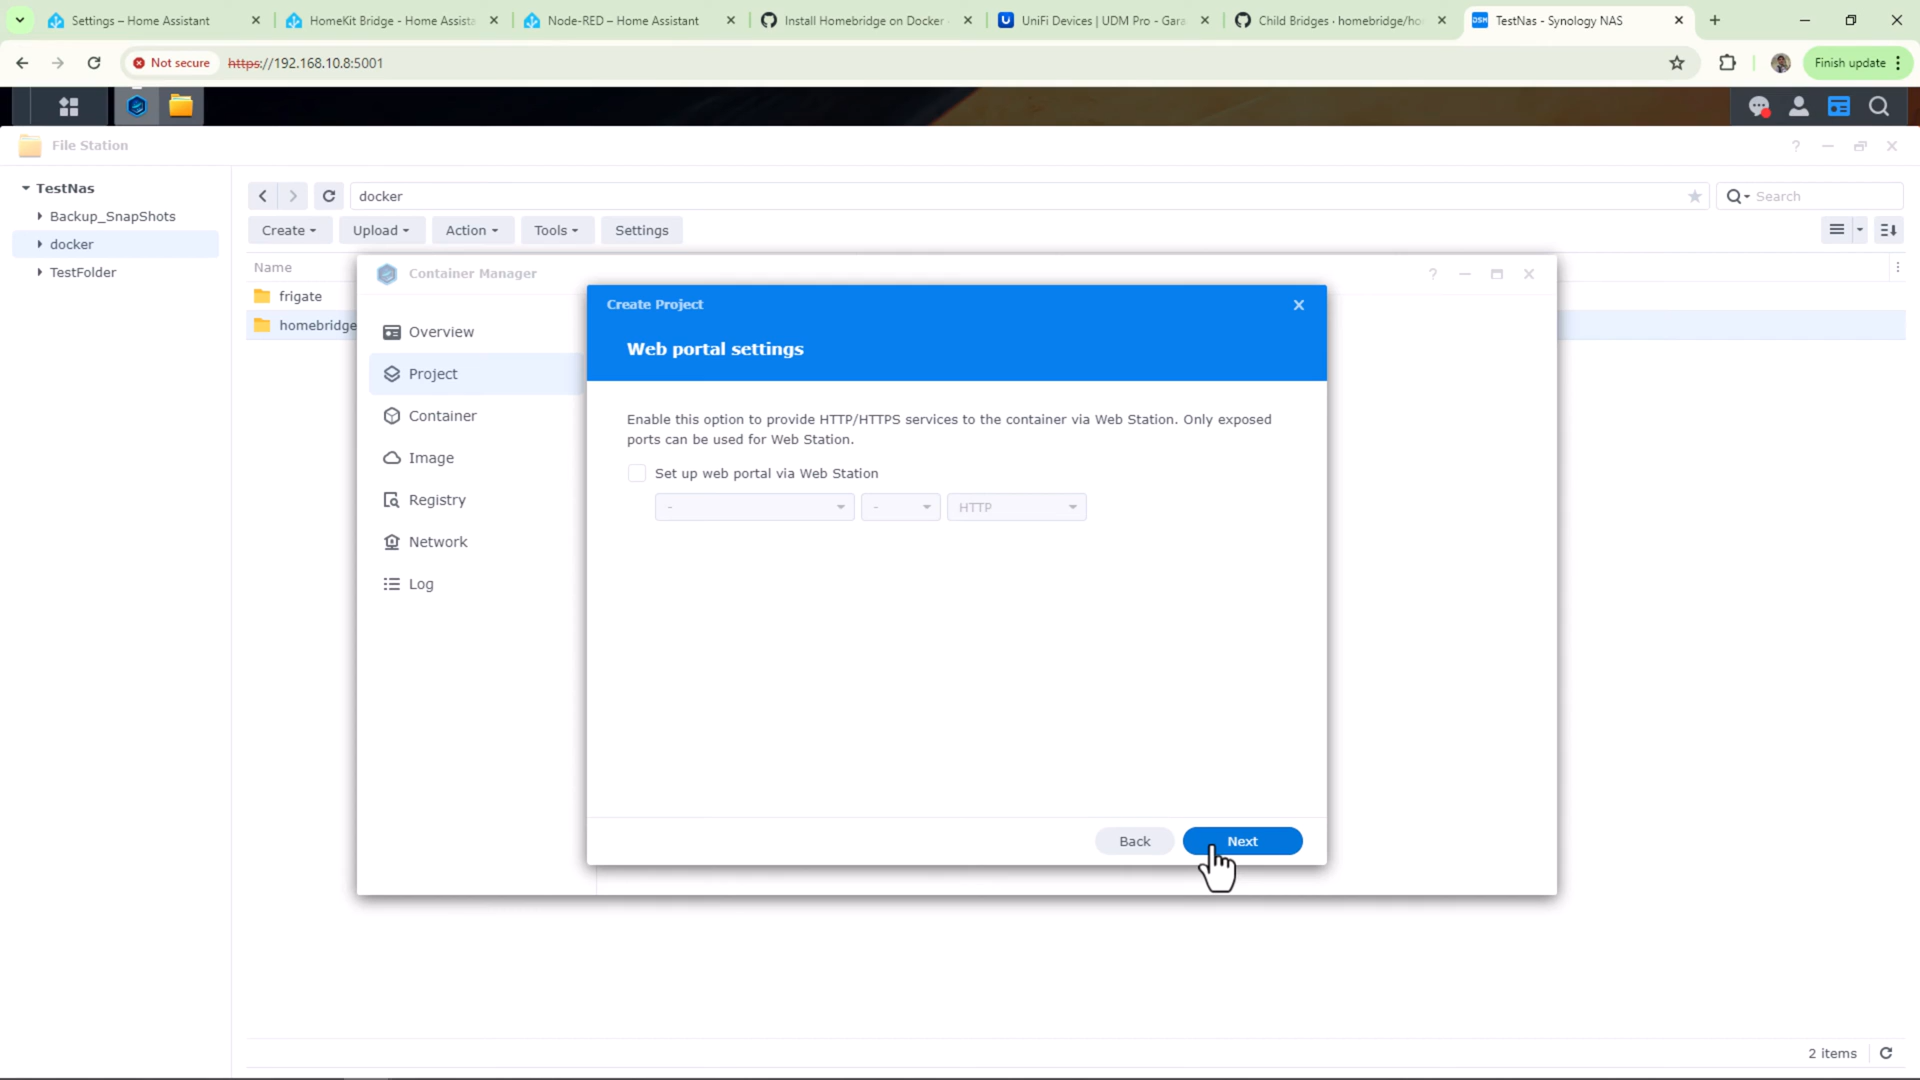 Settings – Home Assistant
HomeKit Bridge - Home Assista
Node-RED – Home Assistant
Install Homebridge on Docker
UniFi Devices | UDM Pro - Gara
Child Bridges · homebridge/ho
DSM
TestNas - Synology NAS
Not secure
https://192.168.10.8:5001
Finish update
File Station
TestNas
Backup_SnapShots
docker
TestFolder
docker
Search
Create
Upload
Action
Tools
Settings
Name
frigate
homebridge
Container Manager
Overview
Project
Container
Image
Registry
Network
Log
Create Project
Web portal settings
Enable this option to provide HTTP/HTTPS services to the container via Web Station. Only exposed
ports can be used for Web Station.
Set up web portal via Web Station
-
-
HTTP
Back
Next
2 items